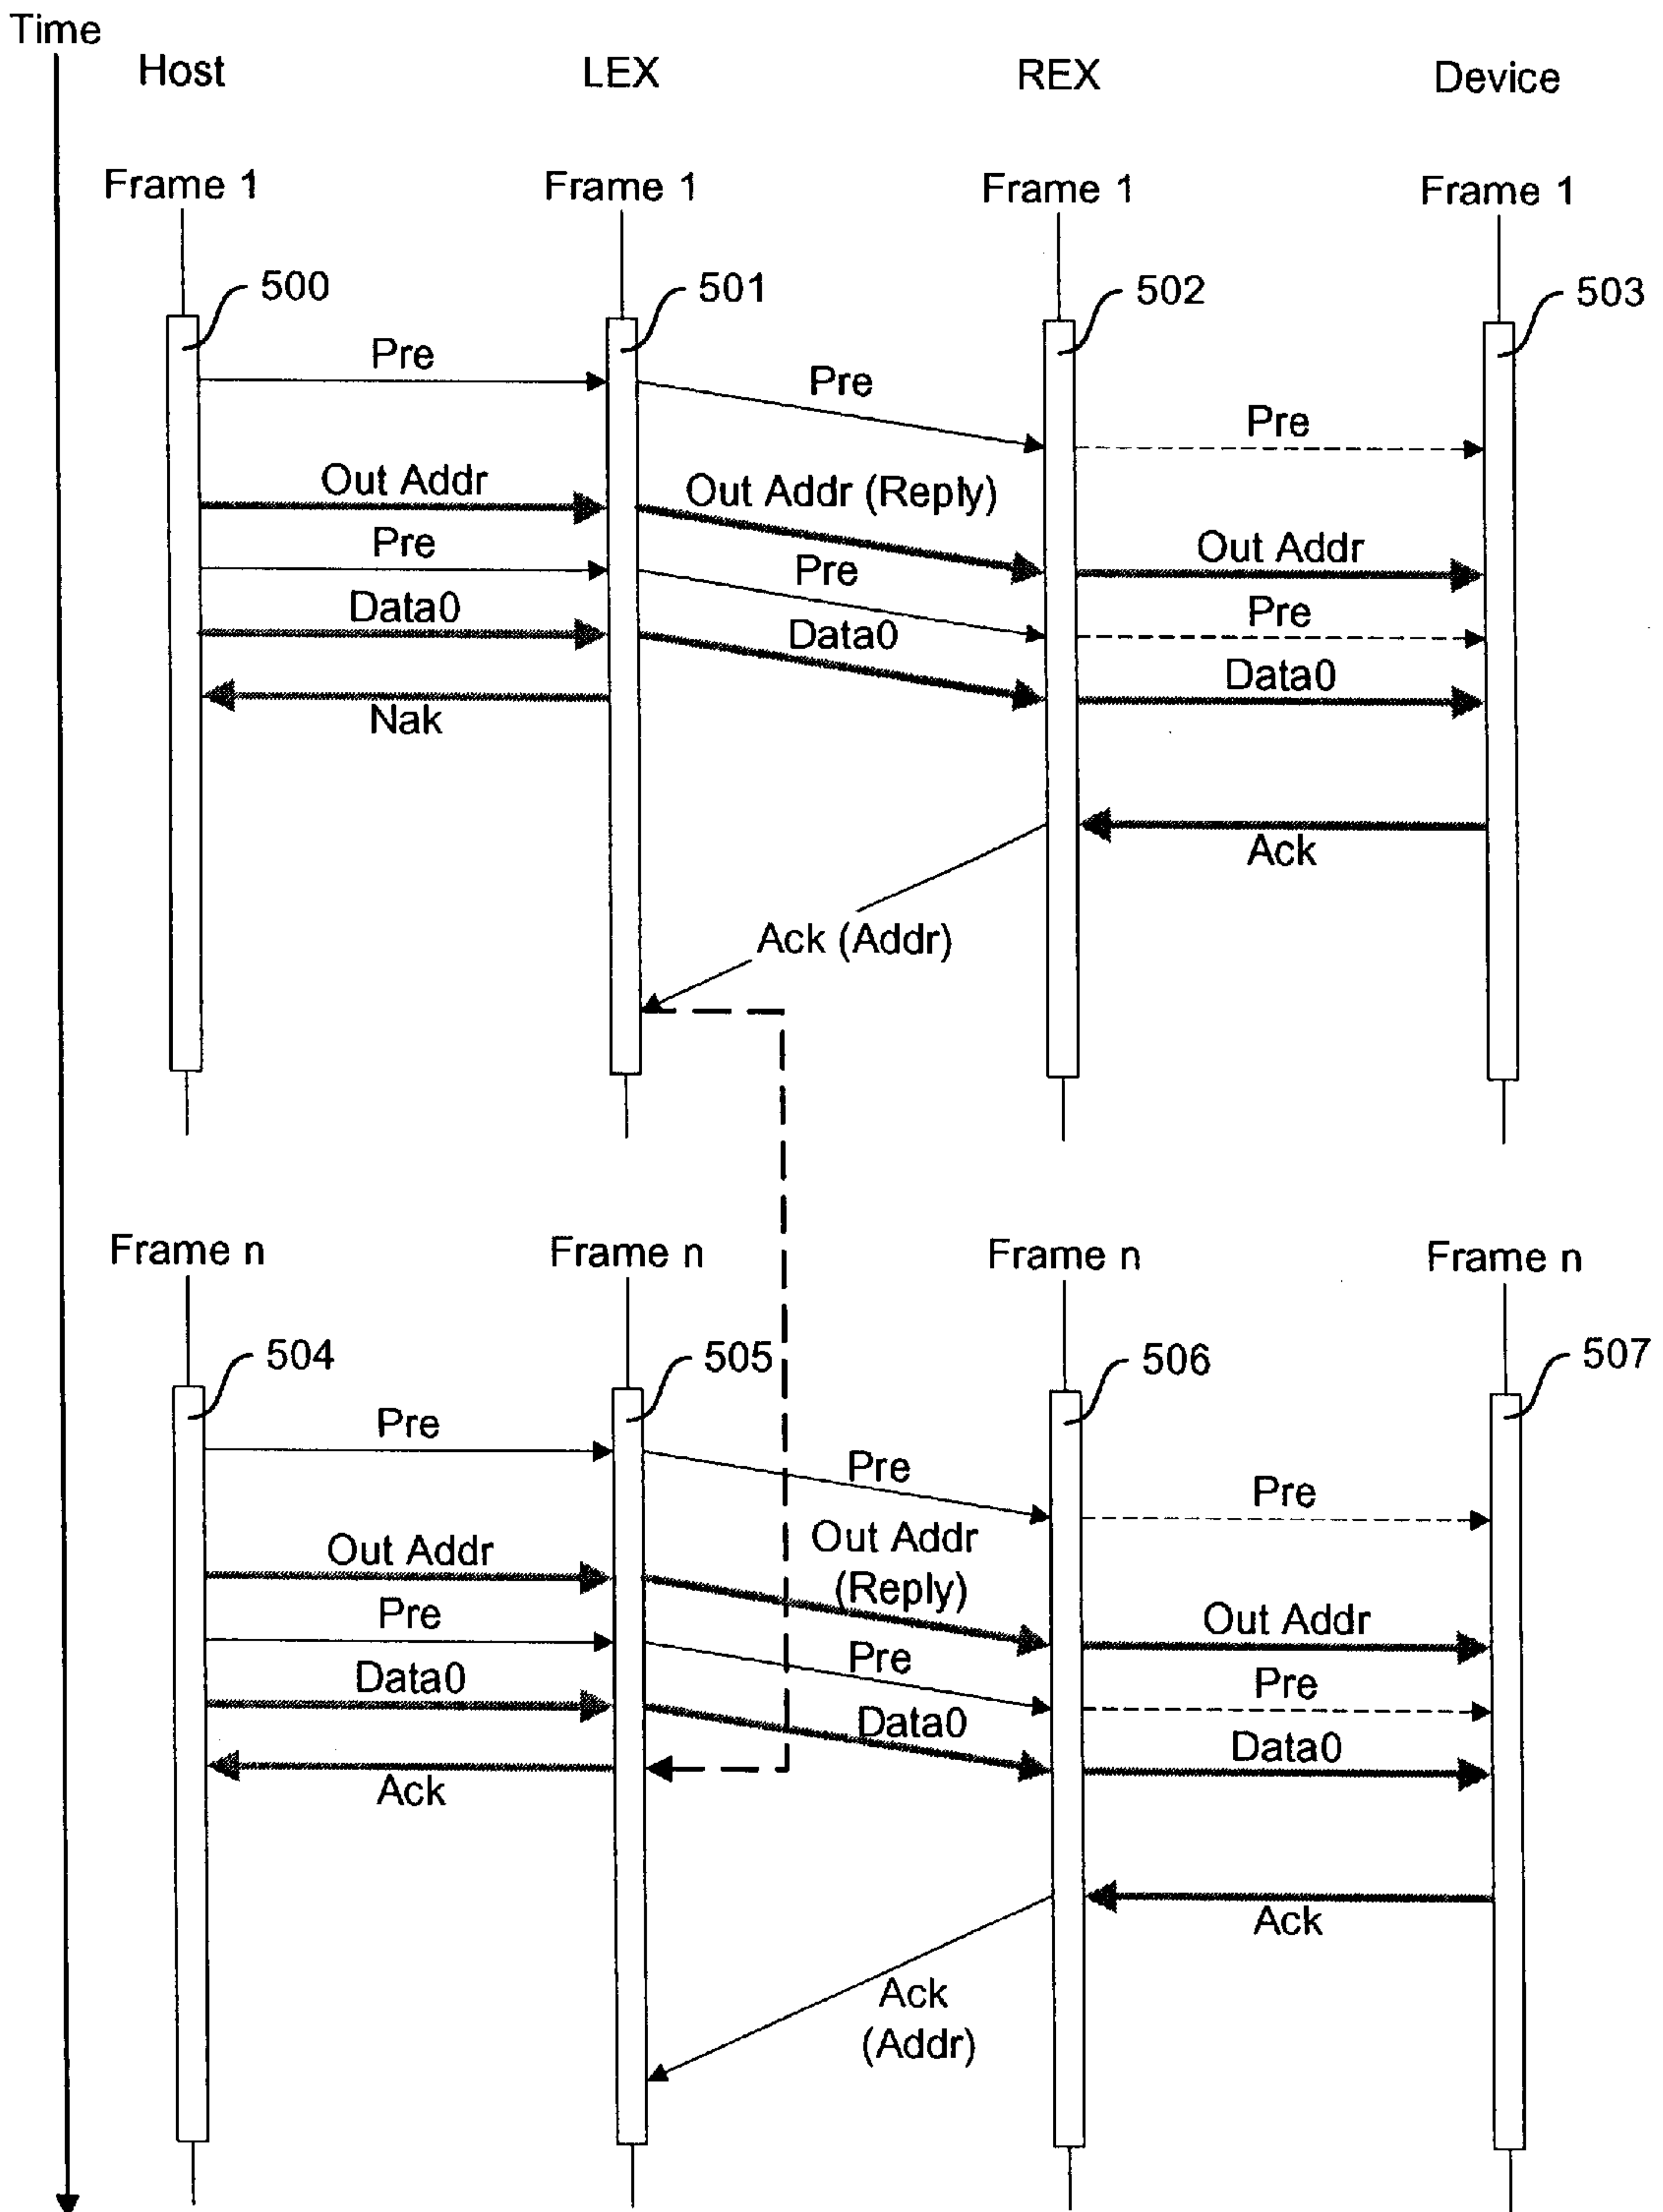 Time
Host LEX REX Device
Frame 1 Frame 1 Frame 1 Frame 1
500 501 502 503
Pre
Pre
Pre
Out Addr
Out Addr (Reply)
Out Addr
Pre
Pre
Pre
Data0
Data0
Data0
Nak
Ack
Ack (Addr)
Frame n Frame n Frame n Frame n
504 505 506 507
Pre
Pre
Pre
Out Addr
Out Addr
(Reply)
Out Addr
Pre
Pre
Pre
Data0
Data0
Data0
Ack
Ack
Ack
(Addr)